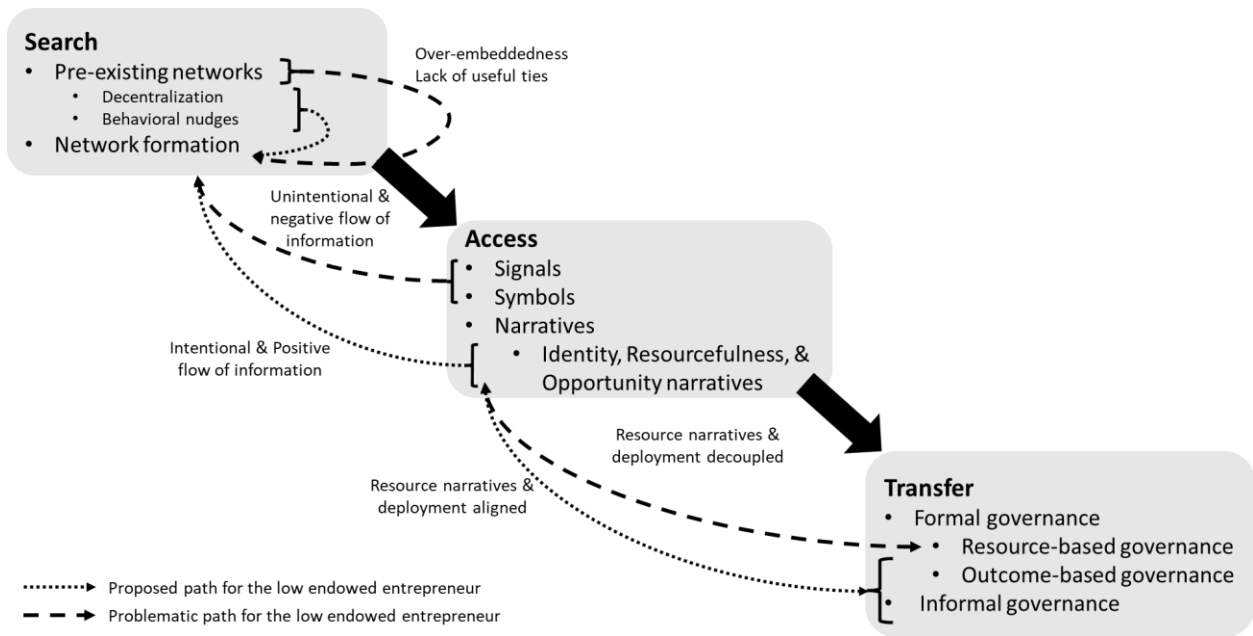 Search
• Pre-existing networks
• Decentralization
• Behavioral nudges
• Network formation
Over-embeddedness
Lack of useful ties
Unintentional &
negative flow of
information
Access
• Signals
• Symbols
• Narratives
• Identity, Resourcefulness, &
Opportunity narratives
Intentional & Positive
flow of information
Resource narratives &
deployment decoupled
Resource narratives &
deployment aligned
Transfer
• Formal governance
• Resource-based governance
• Outcome-based governance
• Informal governance
Proposed path for the low endowed entrepreneur
Problematic path for the low endowed entrepreneur